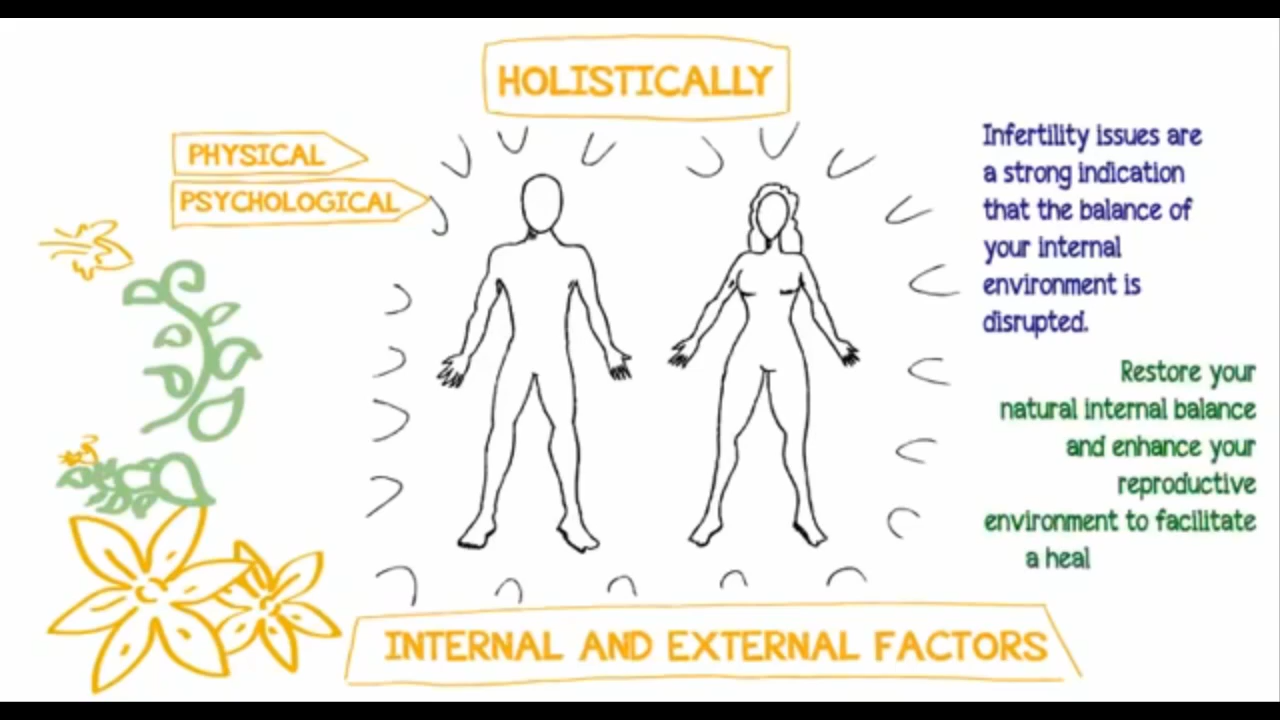 HOLISTICALLY
PHYSICAL
PSYCHOLOGICAL
Infertility issues are
a strong indication
that the balance of
your internal
environment is
disrupted.
Restore your
natural internal balance
and enhance your
reproductive
environment to facilitate
a heal
INTERNAL AND EXTERNAL FACTORS